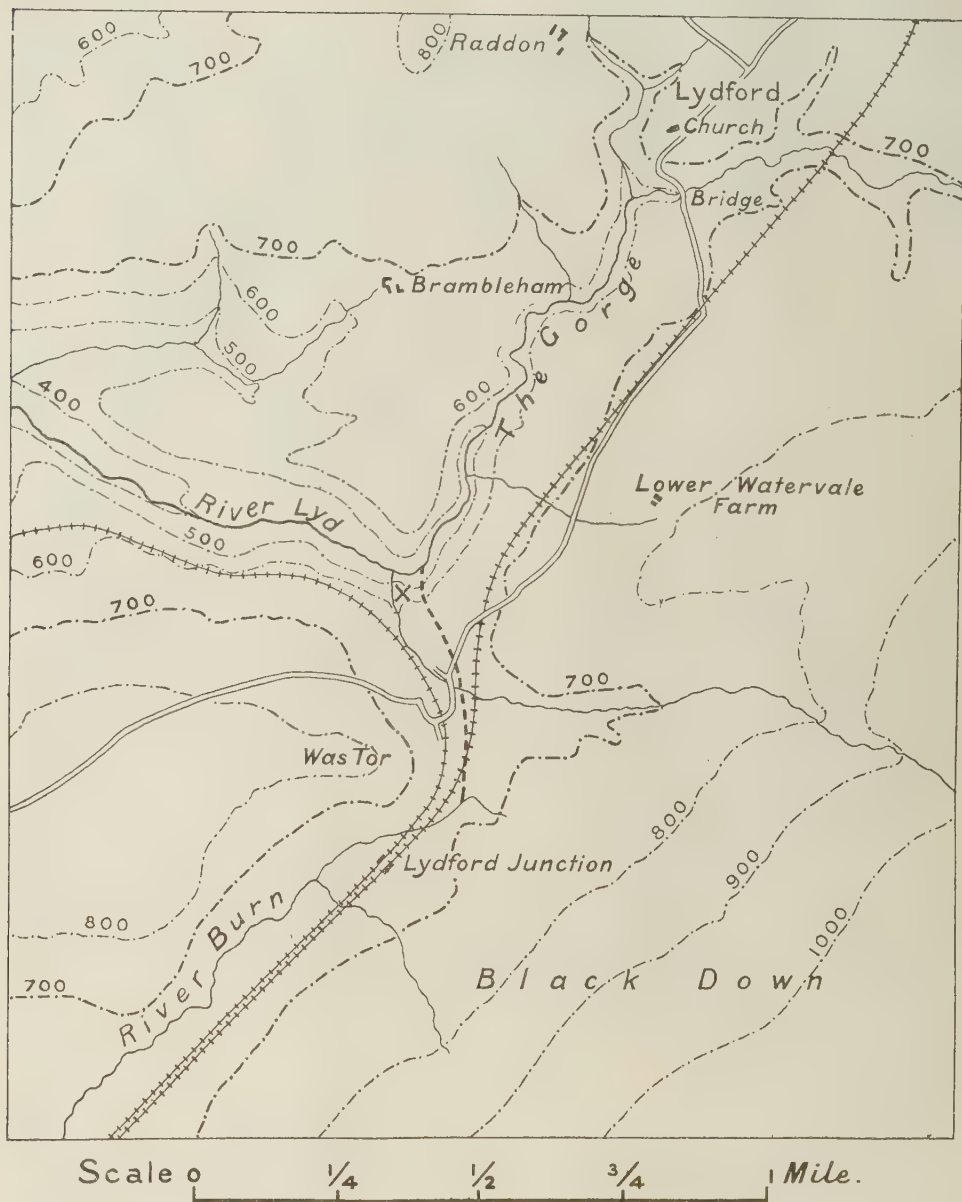 600
700
800
Raddon
Lydford
Church
700
Bridge
700
600
Brambleham
500
The Gorge
600
400
River Lyd
Lower Watervale
Farm
500
600
X
700
700
Was Tor
800
Lydford Junction
900
1000
800
River Burn
Black Down
700
Scale 0 1/4 1/2 3/4 1 Mile.